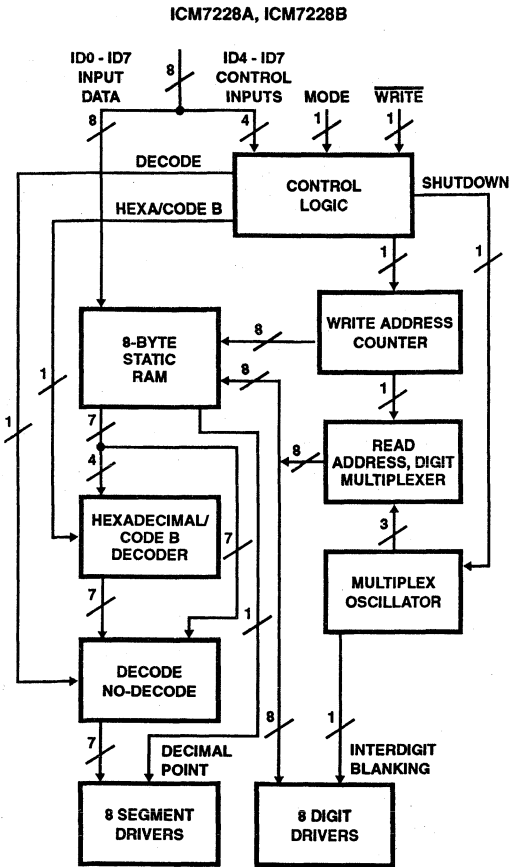 ICM7228A, ICM7228B
ID0 - ID7
INPUT
DATA
8
ID4 - ID7
CONTROL
INPUTS
MODE
WRITE
8
4
1
1
DECODE
HEXA/CODE B
CONTROL
LOGIC
SHUTDOWN
1
1
8-BYTE
STATIC
RAM
8
WRITE ADDRESS
COUNTER
1
8
1
1
7
4
8
READ
ADDRESS, DIGIT
MULTIPLEXER
HEXADECIMAL/
CODE B
DECODER
7
3
MULTIPLEX
OSCILLATOR
7
1
DECODE
NO-DECODE
8
1
7
DECIMAL
POINT
INTERDIGIT
BLANKING
8 SEGMENT
DRIVERS
8 DIGIT
DRIVERS